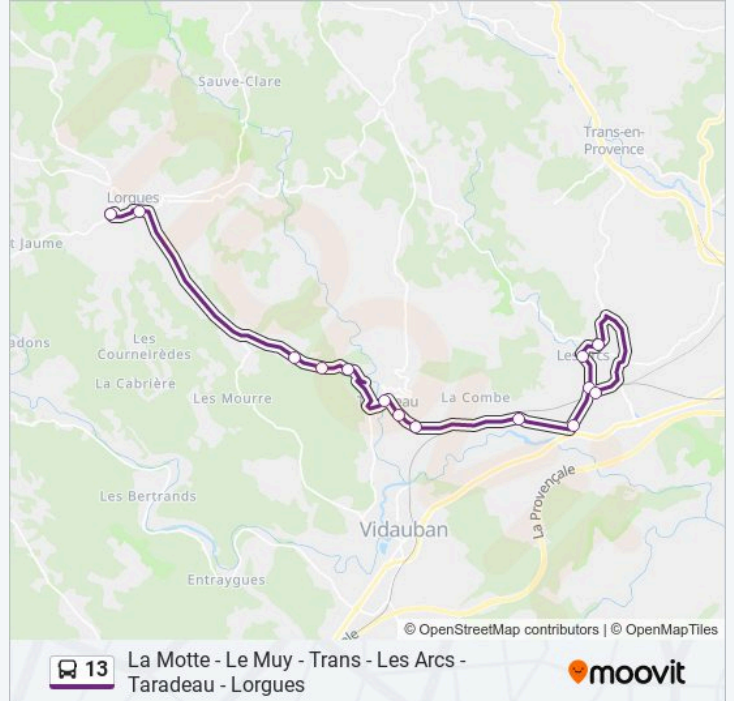 Sauve-Clare
Trans-en-
Provence
Lorgues
t Jaume
adons
Les
Courneirèdes
La Cabrière
Les Mourre
La Combe
Les Bertrands
La Provençale
Vidauban
Entraygues
le
© OpenStreetMap contributors | © OpenMapTiles
13
La Motte - Le Muy - Trans - Les Arcs -
Taradeau - Lorgues
moovit